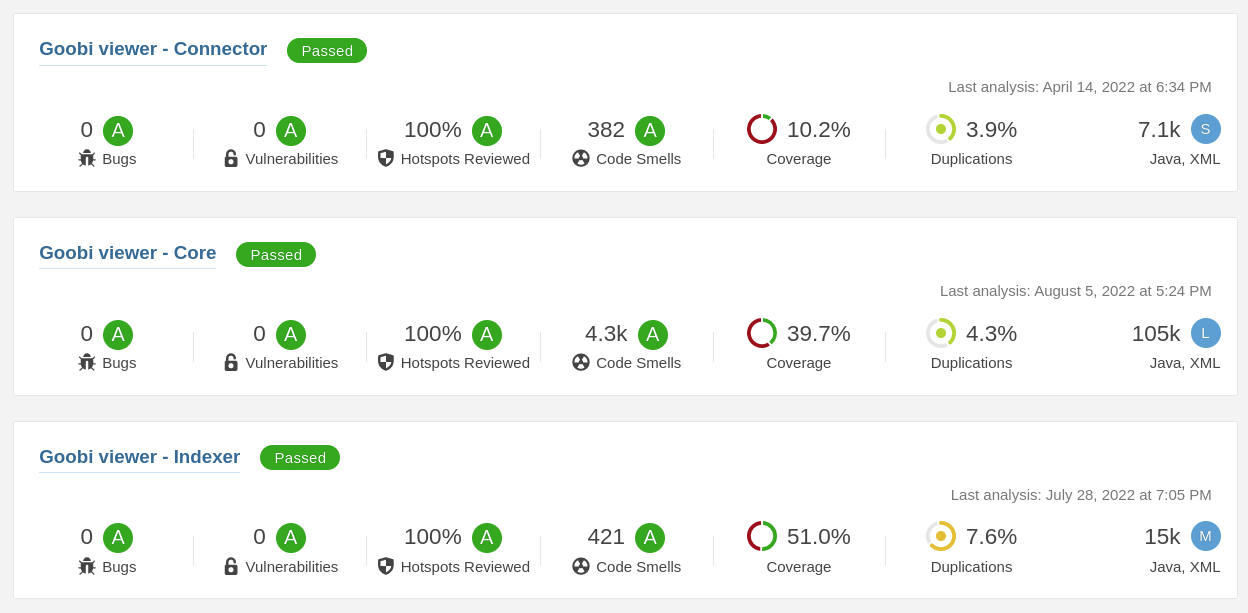 Goobi viewer - Connector Passed
Last analysis: April 14, 2022 at 6:34 PM
0 A 0 A 100% A 382 A 10.2% 3.9% 7.1k S
Bugs Vulnerabilities Hotspots Reviewed Code Smells Coverage Duplications Java, XML
Goobi viewer - Core Passed
Last analysis: August 5, 2022 at 5:24 PM
0 A 0 A 100% A 4.3k A 39.7% 4.3% 105k L
Bugs Vulnerabilities Hotspots Reviewed Code Smells Coverage Duplications Java, XML
Goobi viewer - Indexer Passed
Last analysis: July 28, 2022 at 7:05 PM
0 A 0 A 100% A 421 A 51.0% 7.6% 15k M
Bugs Vulnerabilities Hotspots Reviewed Code Smells Coverage Duplications Java, XML